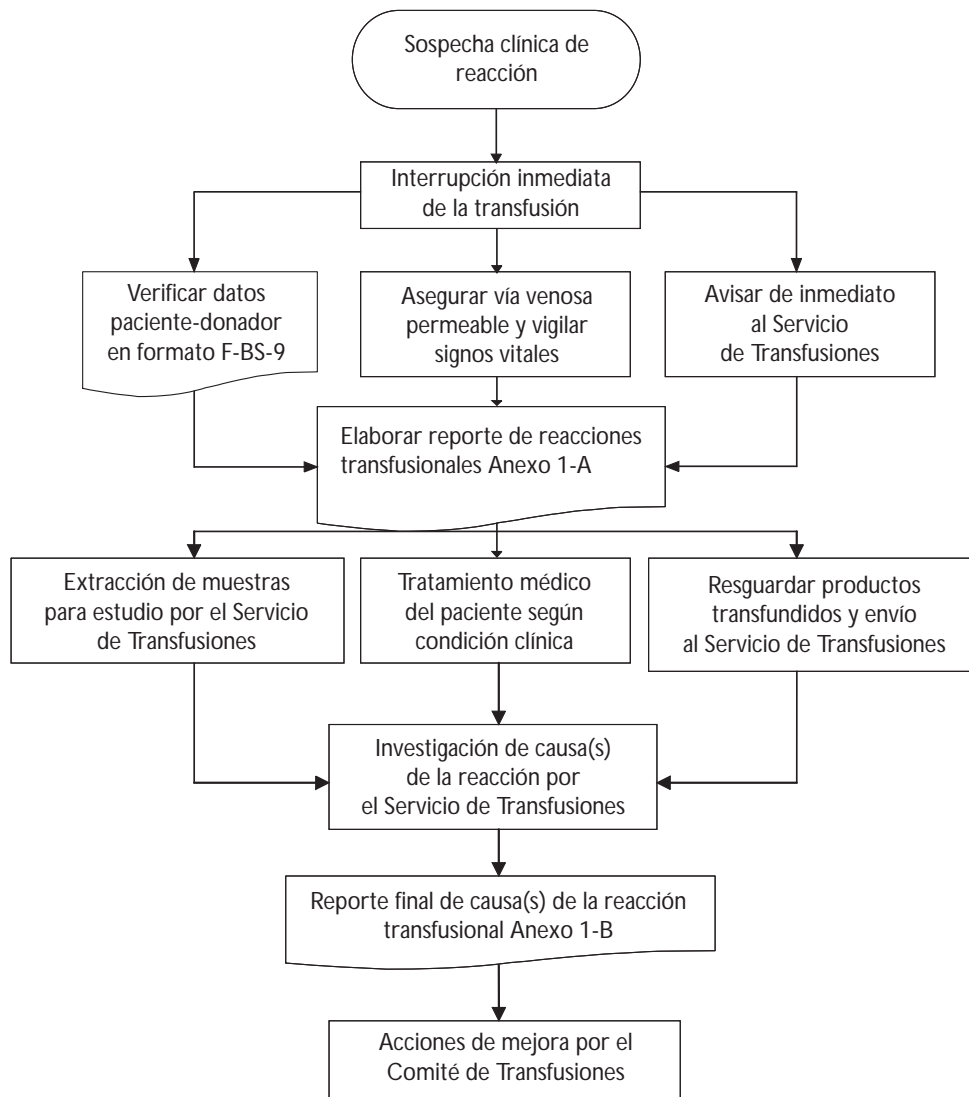 Sospecha clínica de
reacción
Interrupción inmediata
de la transfusión
Verificar datos
paciente-donador
en formato F-BS-9
Asegurar vía venosa
permeable y vigilar
signos vitales
Avisar de inmediato
al Servicio
de Transfusiones
Elaborar reporte de reacciones
transfusionales Anexo 1-A
Extracción de muestras
para estudio por el Servicio
de Transfusiones
Tratamiento médico
del paciente según
condición clínica
Resguardar productos
transfundidos y envío
al Servicio de Transfusiones
Investigación de causa(s)
de la reacción por
el Servicio de Transfusiones
Reporte final de causa(s) de la reacción
transfusional Anexo 1-B
Acciones de mejora por el
Comité de Transfusiones